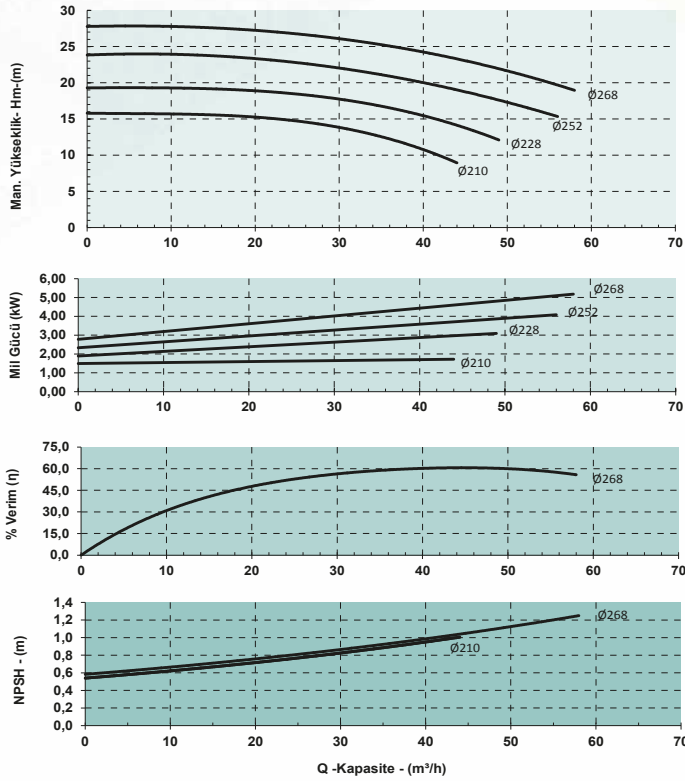 Man. Yükseklik- Hm-(m)
30
25
20
15
10
5
0
Ø268
Ø252
Ø228
Ø210
0 10 20 30 40 50 60 70
Mil Gücü (kW)
6,00
5,00
4,00
3,00
2,00
1,00
0,00
Ø268
Ø252
Ø228
Ø210
0 10 20 30 40 50 60 70
% Verim (η)
75,0
60,0
45,0
30,0
15,0
0,0
Ø268
0 10 20 30 40 50 60 70
NPSH - (m)
1,4
1,2
1,0
0,8
0,6
0,4
0,2
0,0
Ø268
Ø210
0 10 20 30 40 50 60 70
Q -Kapasite - (m³/h)